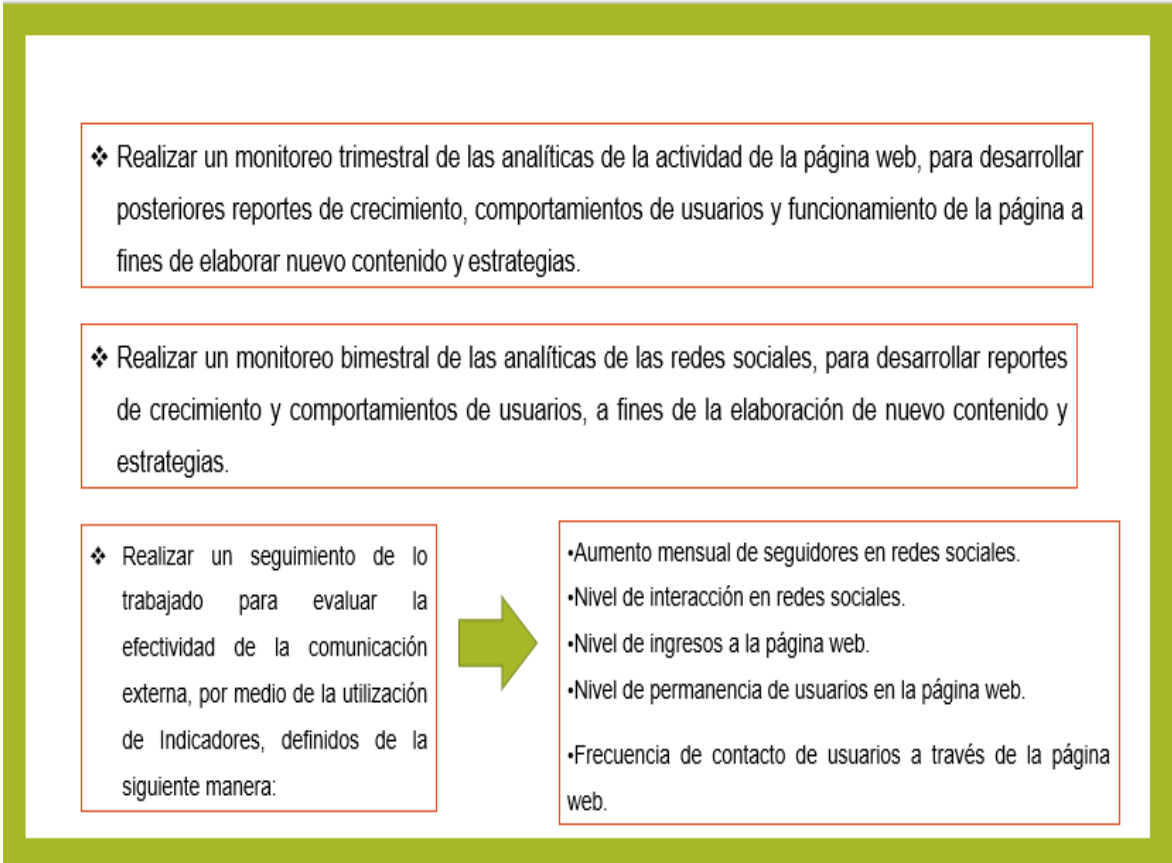 ❖ Realizar un monitoreo trimestral de las analíticas de la actividad de la página web, para desarrollar
posteriores reportes de crecimiento, comportamientos de usuarios y funcionamiento de la página a
fines de elaborar nuevo contenido y estrategias.
❖ Realizar un monitoreo bimestral de las analíticas de las redes sociales, para desarrollar reportes
de crecimiento y comportamientos de usuarios, a fines de la elaboración de nuevo contenido y
estrategias.
❖ Realizar un seguimiento de lo
trabajado para evaluar la
efectividad de la comunicación
externa, por medio de la utilización
de Indicadores, definidos de la
siguiente manera:
•Aumento mensual de seguidores en redes sociales.
•Nivel de interacción en redes sociales.
•Nivel de ingresos a la página web.
•Nivel de permanencia de usuarios en la página web.
•Frecuencia de contacto de usuarios a través de la página
web.